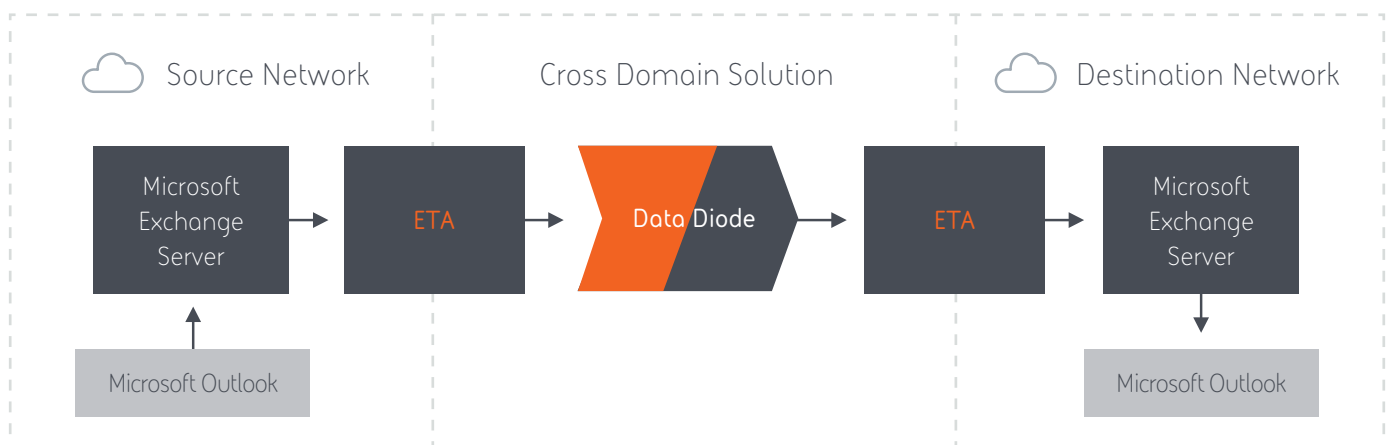 Source Network
Cross Domain Solution
Destination Network
Microsoft
Exchange
Server
ETA
Data Diode
ETA
Microsoft
Exchange
Server
Microsoft Outlook
Microsoft Outlook